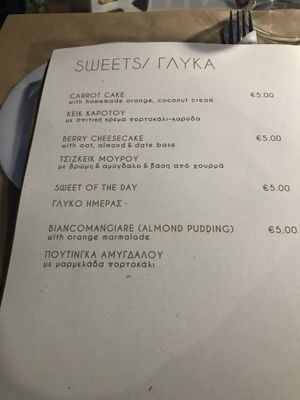 SWEETS/ ΓΛΥΚΑ
CARROT CAKE €5.00
with homemade orange, coconut cream
ΚΕΙΚ ΚΑΡΟΤΟΥ
με σπιτική κρέμα πορτοκάλι-καρύδα
BERRY CHEESECAKE €5.00
with oat, almond & date base
ΤΣΙΖΚΕΙΚ ΜΟΥΡΟΥ
με βρώμη & αμύγδαλο & βάση από χουρμά
SWEET OF THE DAY €5.00
ΓΛΥΚΟ ΗΜΕΡΑΣ
BIANCOMANGIARE (ALMOND PUDDING) €5,00
with orange marmalade
ΠΟΥΤΙΝΓΚΑ ΑΜΥΓΔΑΛΟΥ
με μαρμελάδα πορτοκάλι